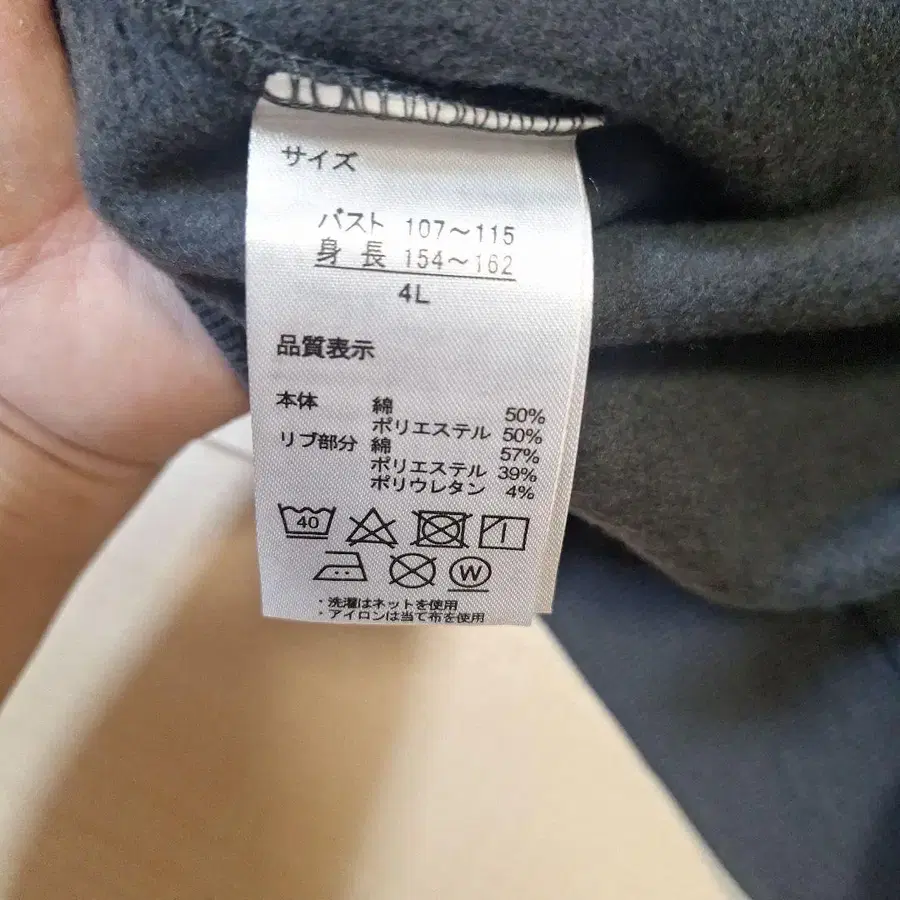 サイズ
バスト 107～115
身長 154～162
4L
品質表示
本体 綿 50%
ポリエステル 50%
リブ部分 綿 57%
ポリエステル 39%
ポリウレタン 4%
40
W
・洗濯はネットを使用
・アイロンは当て布を使用